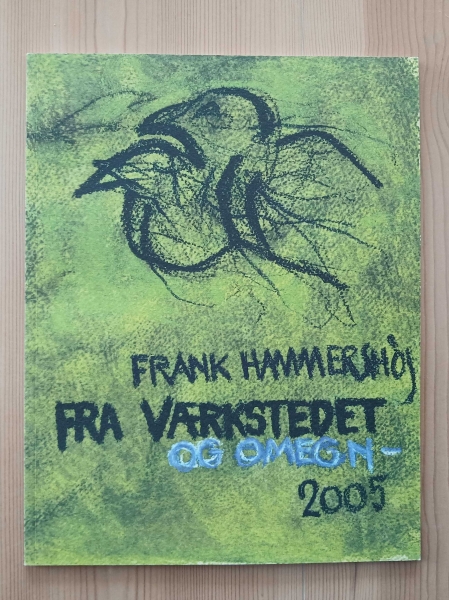 FRANK HAMMERSHØJ
FRA VÆRKSTEDET
OG OMEGN -
2005